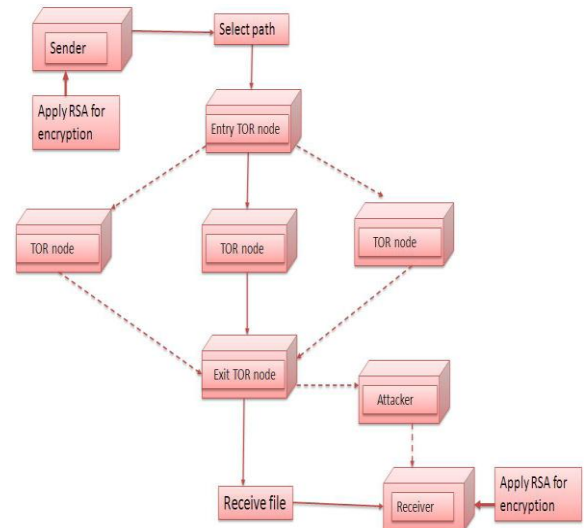 Sender
Select path
Apply RSA for
encryption
Entry TOR node
TOR node
TOR node
TOR node
Exit TOR node
Attacker
Receive file
Receiver
Apply RSA for
encryption